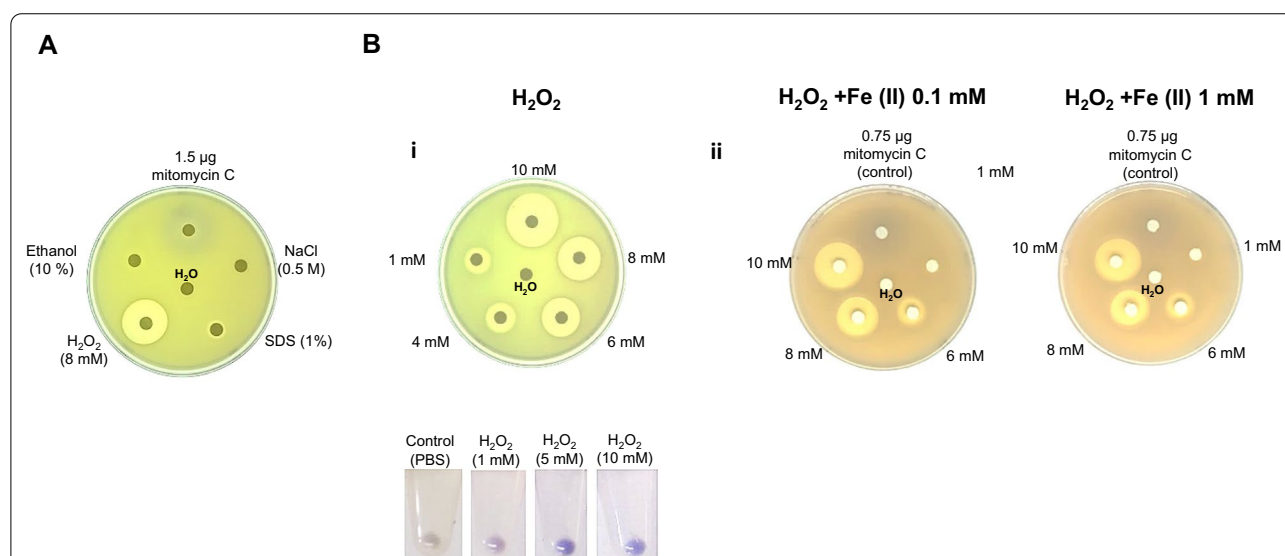 A
1.5 µg
mitomycin C
Ethanol
(10 %)
NaCl
(0.5 M)
H₂O
H₂O₂
(8 mM)
SDS (1%)
B
H₂O₂
i
10 mM
1 mM
8 mM
H₂O
4 mM
6 mM
Control
(PBS)
H₂O₂
(1 mM)
H₂O₂
(5 mM)
H₂O₂
(10 mM)
ii
H₂O₂ +Fe (II) 0.1 mM
0.75 µg
mitomycin C
(control)
1 mM
10 mM
H₂O
8 mM
6 mM
H₂O₂ +Fe (II) 1 mM
0.75 µg
mitomycin C
(control)
10 mM
1 mM
H₂O
8 mM
6 mM